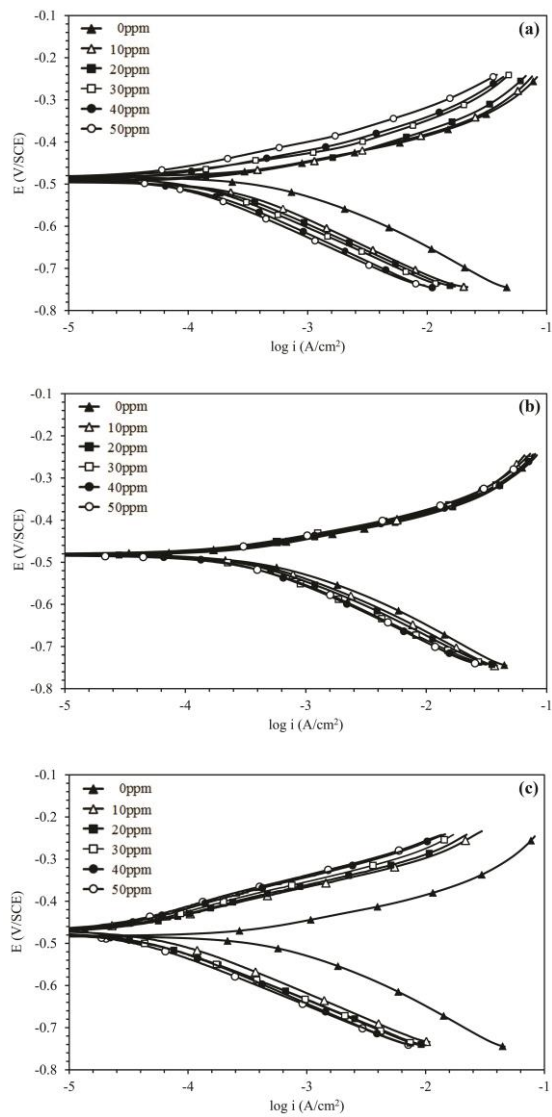 -0.1
(a)
0ppm
10ppm
20ppm
30ppm
40ppm
50ppm
-0.2
-0.3
-0.4
-0.5
-0.6
-0.7
-0.8
E (V/SCE)
-5 -4 -3 -2 -1
log i (A/cm²)
-0.1
(b)
0ppm
10ppm
20ppm
30ppm
40ppm
50ppm
-0.2
-0.3
-0.4
-0.5
-0.6
-0.7
-0.8
E (V/SCE)
-5 -4 -3 -2 -1
log i (A/cm²)
-0.1
(c)
0ppm
10ppm
20ppm
30ppm
40ppm
50ppm
-0.2
-0.3
-0.4
-0.5
-0.6
-0.7
-0.8
E (V/SCE)
-5 -4 -3 -2 -1
log i (A/cm²)